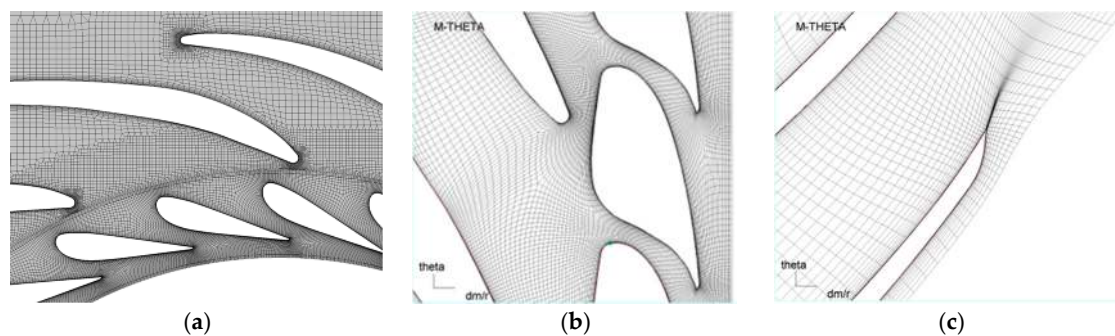 M-THETA
theta
dm/r
M-THETA
theta
dm/r
(a)
(b)
(c)